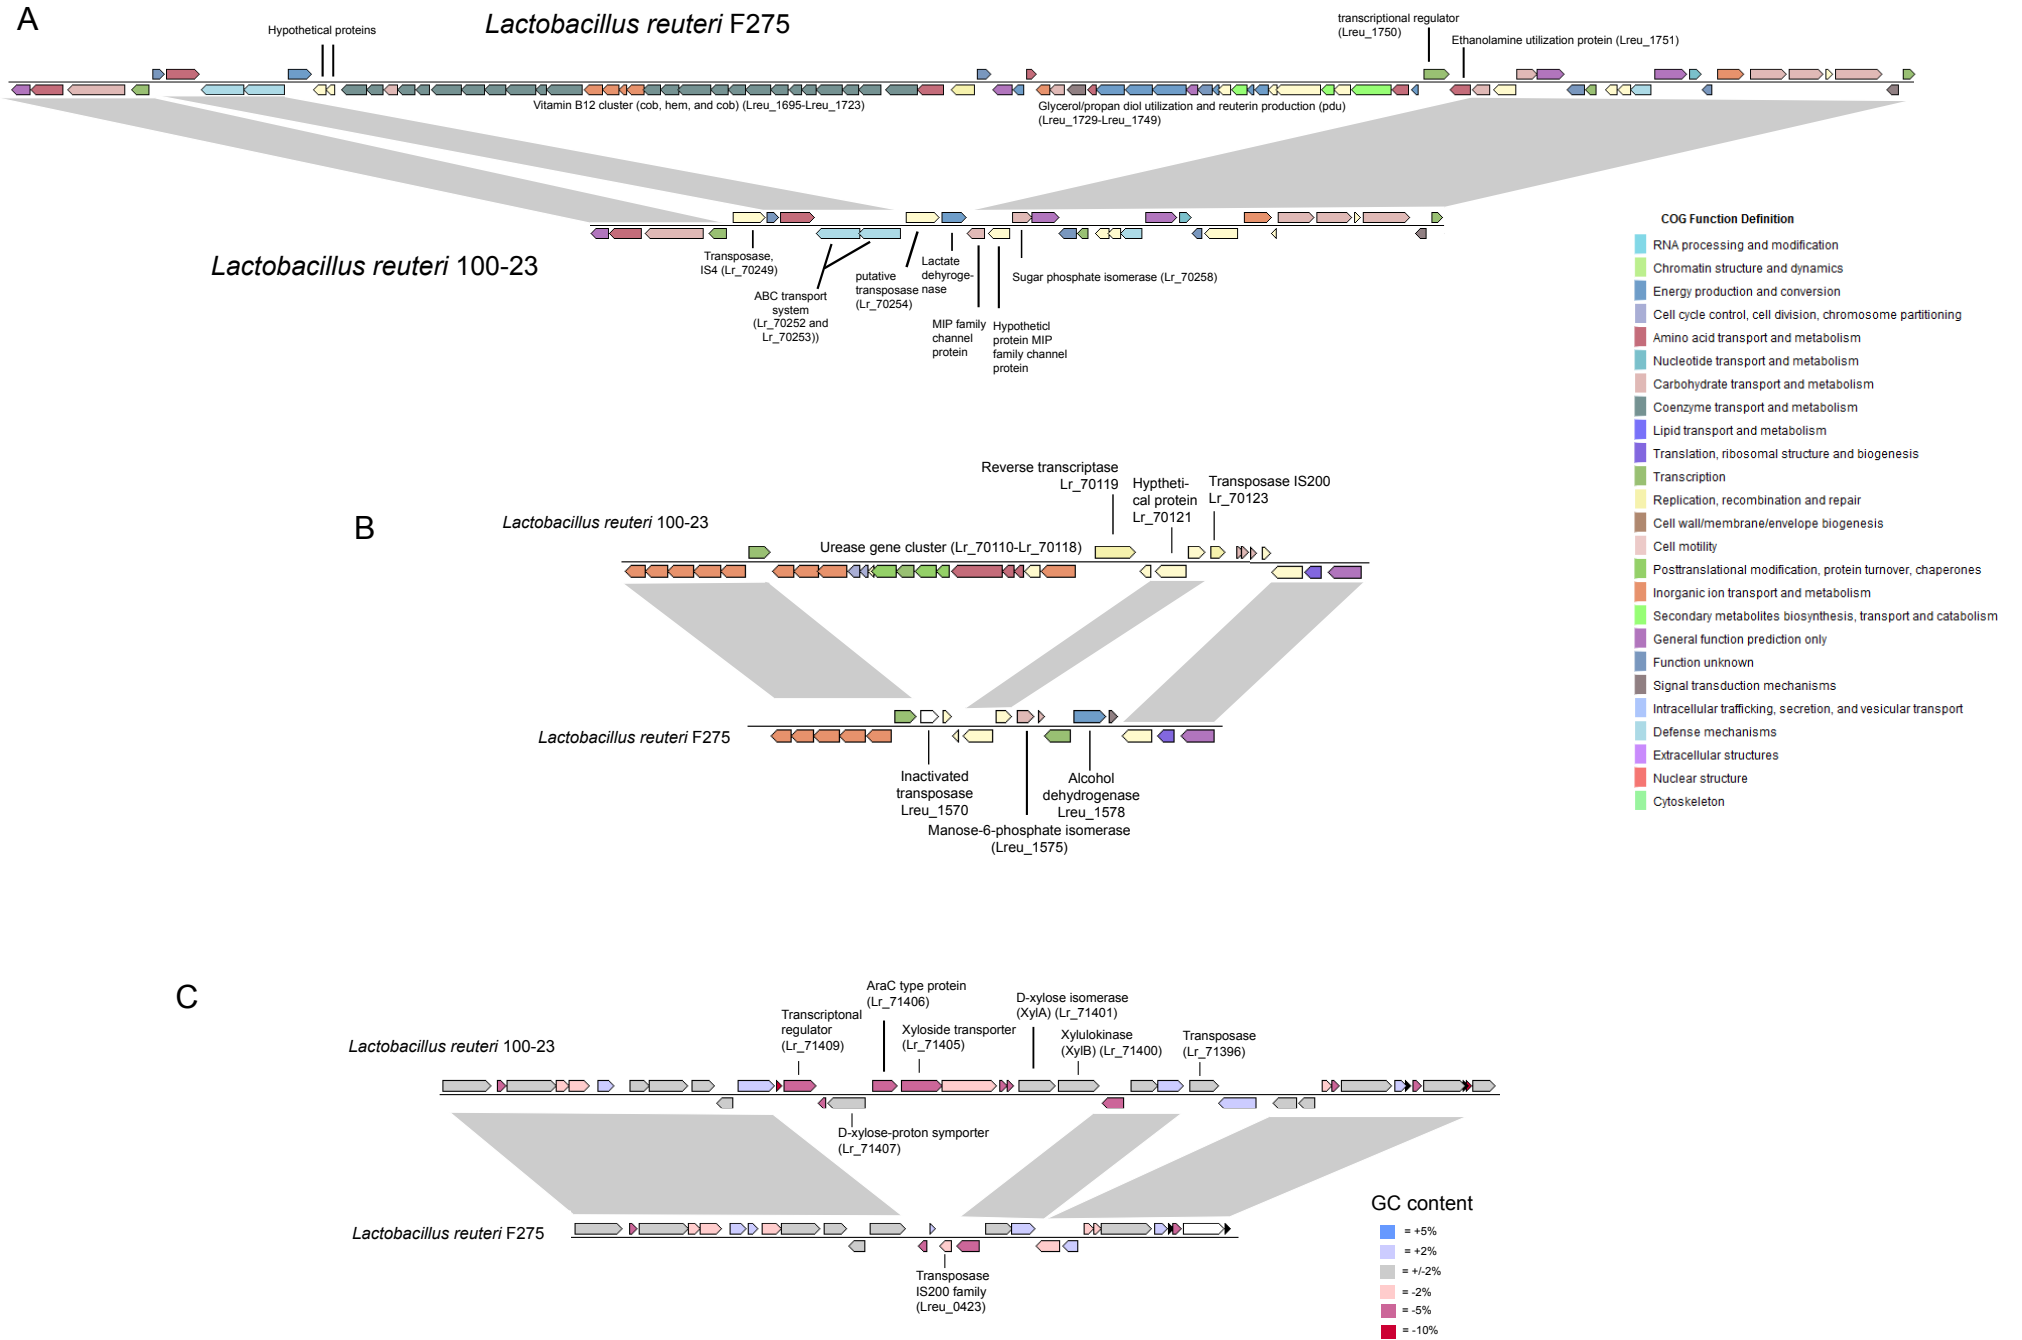 A
Lactobacillus reuteri F275
Hypothetical proteins
transcriptional regulator
(Lreu_1750)
Ethanolamine utilization protein (Lreu_1751)
Vitamin B12 cluster (cob, hem, and cob) (Lreu_1695-Lreu_1723)
Glycerol/propan diol utilization and reuterin production (pdu)
(Lreu_1729-Lreu_1749)
Lactobacillus reuteri 100-23
Transposase,
IS4 (Lr_70249)
ABC transport
system
(Lr_70252 and
Lr_70253))
putative
transposase
(Lr_70254)
Lactate
dehyroge-
nase
MIP family
channel
protein
Hypotheticl
protein MIP
family channel
protein
Sugar phosphate isomerase (Lr_70258)
COG Function Definition
RNA processing and modification
Chromatin structure and dynamics
Energy production and conversion
Cell cycle control, cell division, chromosome partitioning
Amino acid transport and metabolism
Nucleotide transport and metabolism
Carbohydrate transport and metabolism
Coenzyme transport and metabolism
Lipid transport and metabolism
Translation, ribosomal structure and biogenesis
Transcription
Replication, recombination and repair
Cell wall/membrane/envelope biogenesis
Cell motility
Posttranslational modification, protein turnover, chaperones
Inorganic ion transport and metabolism
Secondary metabolites biosynthesis, transport and catabolism
General function prediction only
Function unknown
Signal transduction mechanisms
Intracellular trafficking, secretion, and vesicular transport
Defense mechanisms
Extracellular structures
Nuclear structure
Cytoskeleton
B
Lactobacillus reuteri 100-23
Urease gene cluster (Lr_70110-Lr_70118)
Reverse transcriptase
Lr_70119
Hyptheti-
cal protein
Lr_70121
Transposase IS200
Lr_70123
Lactobacillus reuteri F275
Inactivated
transposase
Lreu_1570
Manose-6-phosphate isomerase
(Lreu_1575)
Alcohol
dehydrogenase
Lreu_1578
C
Lactobacillus reuteri 100-23
Transcriptonal
regulator
(Lr_71409)
AraC type protein
(Lr_71406)
Xyloside transporter
(Lr_71405)
D-xylose isomerase
(XylA) (Lr_71401)
Xylulokinase
(XylB) (Lr_71400)
Transposase
(Lr_71396)
D-xylose-proton symporter
(Lr_71407)
Lactobacillus reuteri F275
Transposase
IS200 family
(Lreu_0423)
GC content
= +5%
= +2%
= +/-2%
= -2%
= -5%
= -10%